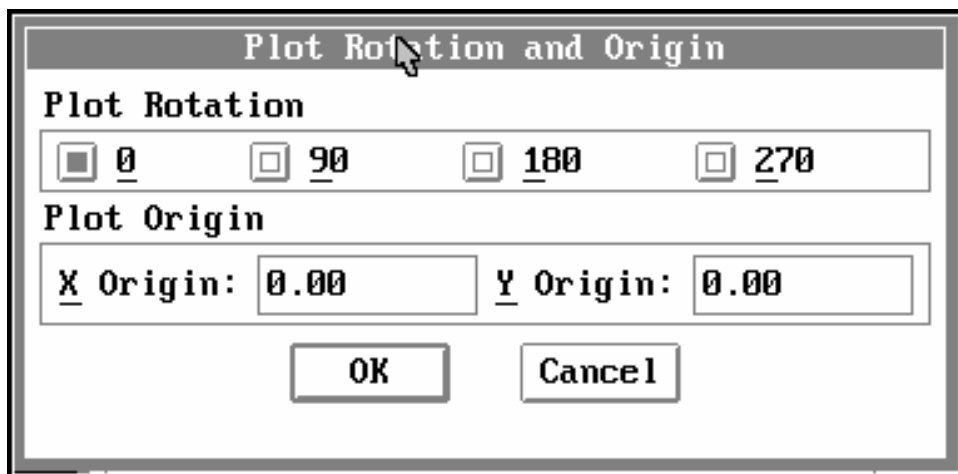 Plot Rotation and Origin
Plot Rotation
0 90 180 270
Plot Origin
X Origin: 0.00 Y Origin: 0.00
OK Cancel